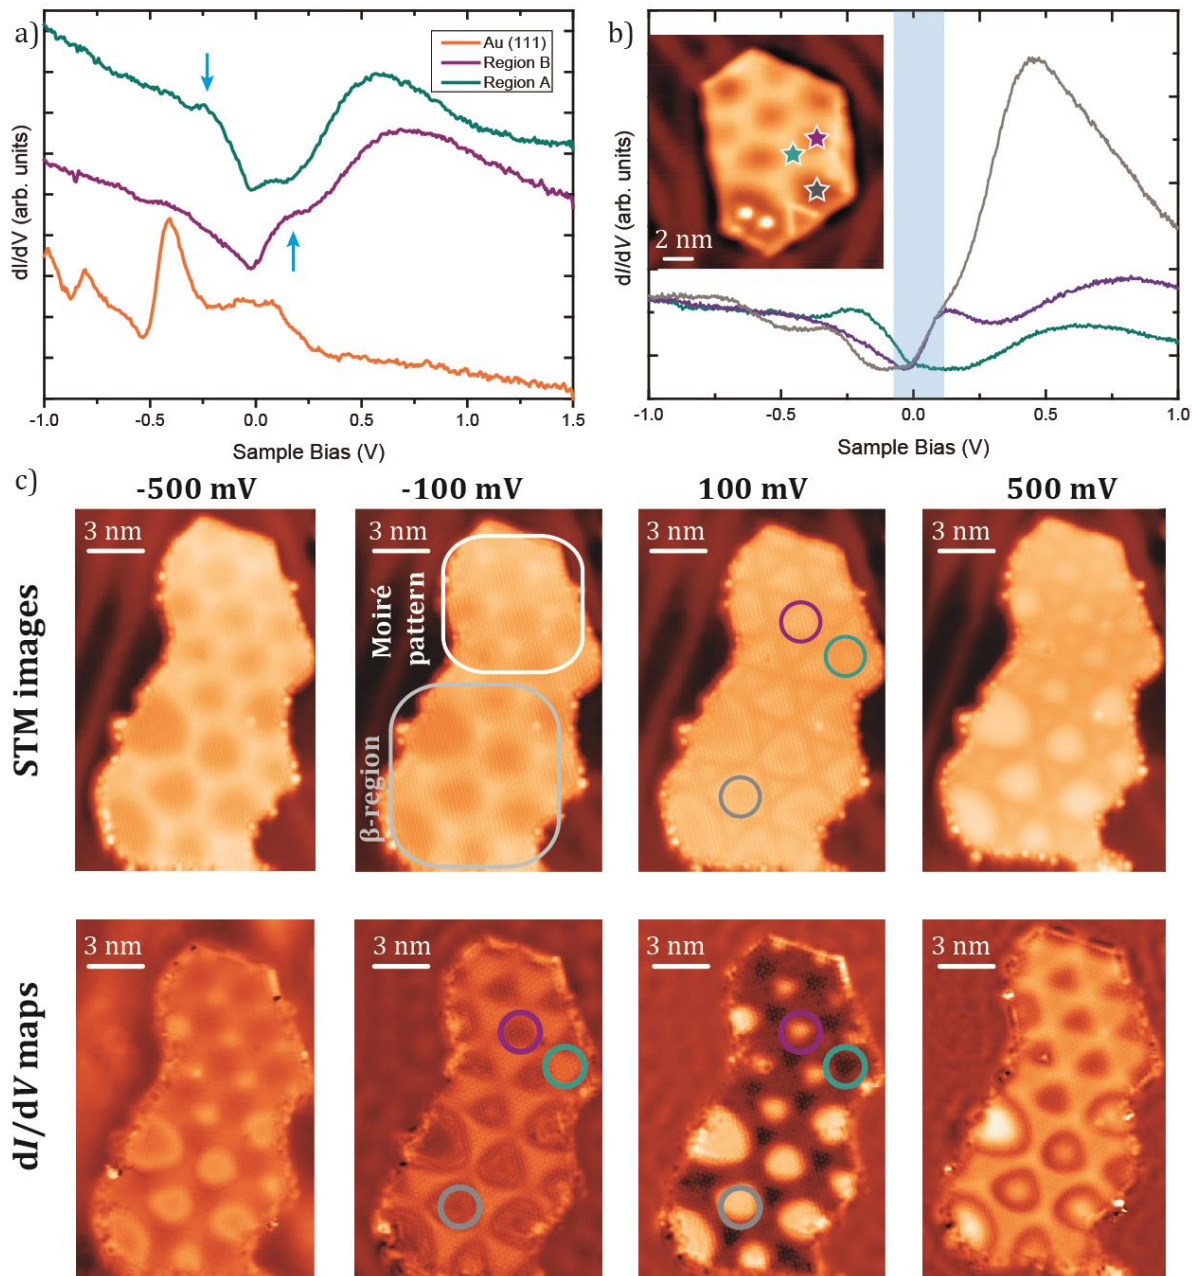 a)
Au (111)
Region B
Region A
dI/dV (arb. units)
-1.0 -0.5 0.0 0.5 1.0 1.5
Sample Bias (V)
b)
2 nm
dI/dV (arb. units)
-1.0 -0.5 0.0 0.5 1.0
Sample Bias (V)
c)
-500 mV -100 mV 100 mV 500 mV
STM images
3 nm 3 nm 3 nm 3 nm
Moiré
pattern
β-region
dI/dV maps
3 nm 3 nm 3 nm 3 nm